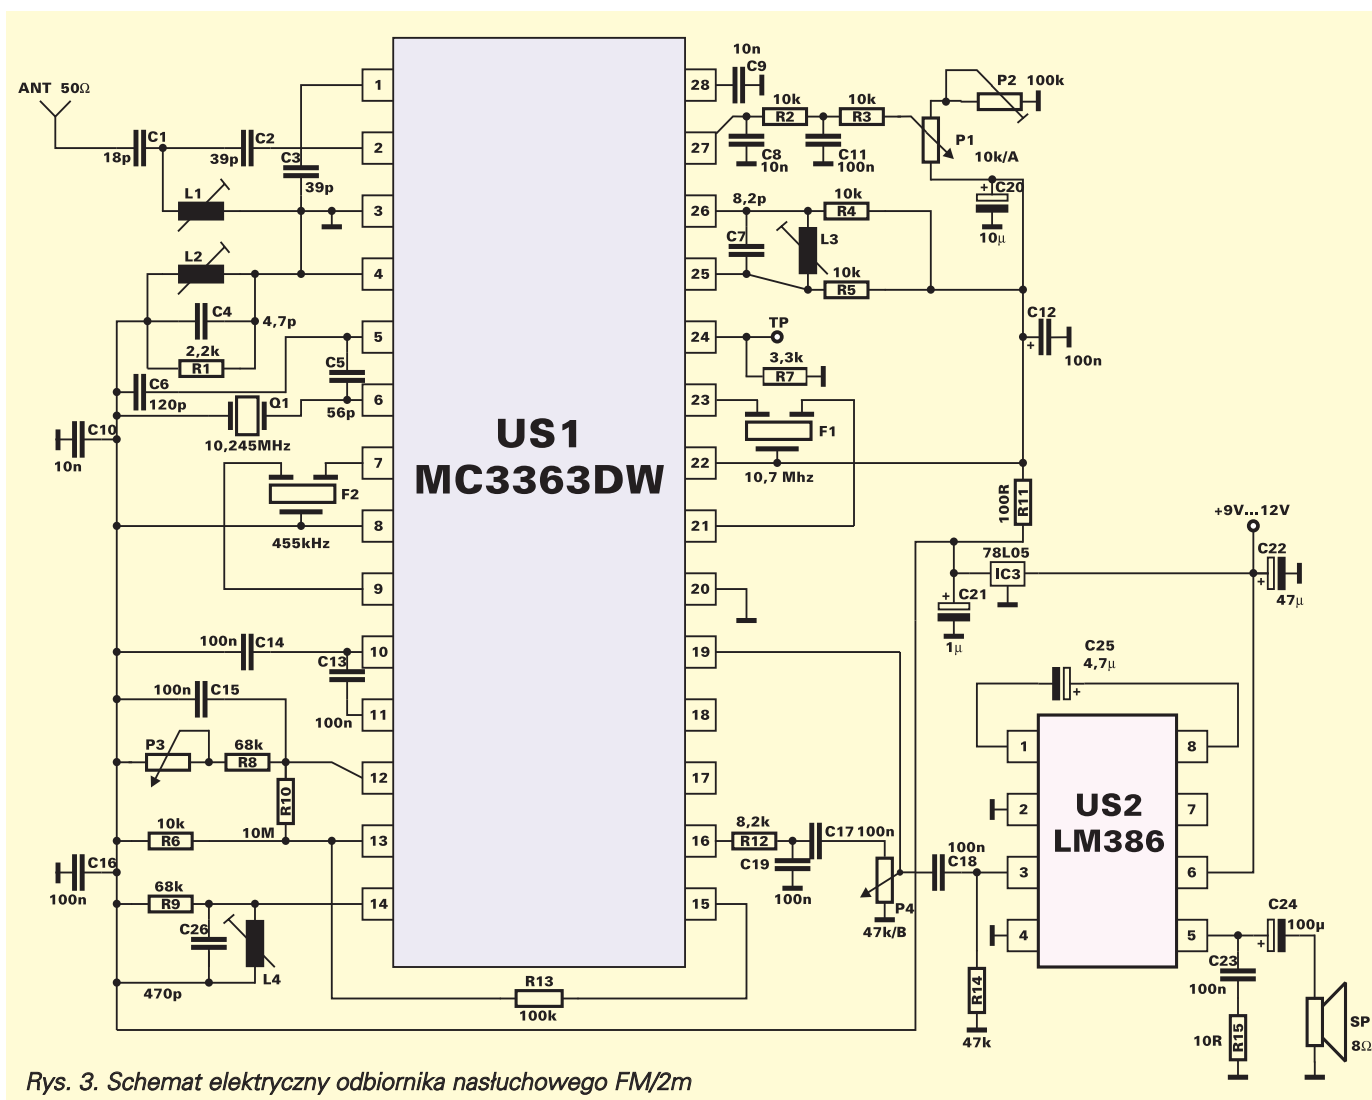 ANT 50Ω
C1
18p
C2
39p
C3
39p
L1
L2
C4
4,7p
2,2k
R1
C5
56p
C6
120p
Q1
10,245MHz
C10
10n
F2
455kHz
100n C14
C13
100n
100n C15
P3
68k
R8
R10
10M
10k
R6
C16
100n
68k
R9
C26
470p
L4
1
2
3
4
5
6
7
8
9
10
11
12
13
14
US1
MC3363DW
28
27
26
25
24
23
22
21
20
19
18
17
16
15
10n
C9
10k
R2
10k
R3
C8
10n
C11
100n
P2 100k
P1
10k/A
+
C20
10µ
8,2p
C7
10k
R4
L3
10k
R5
TP
3,3k
R7
C12
+
100n
F1
10,7 Mhz
100R
R11
78L05
IC3
+
C21
1µ
+9V...12V
C22
+
47µ
8,2k
R12
C17 100n
C19
100n
P4
47k/B
100n
C18
R14
47k
R13
100k
C25
4,7µ
+
1
2
3
4
US2
LM386
8
7
6
5
C24
100µ
+
C23
100n
10R
R15
SP
8Ω
Rys. 3. Schemat elektryczny odbiornika nasłuchowego FM/2m